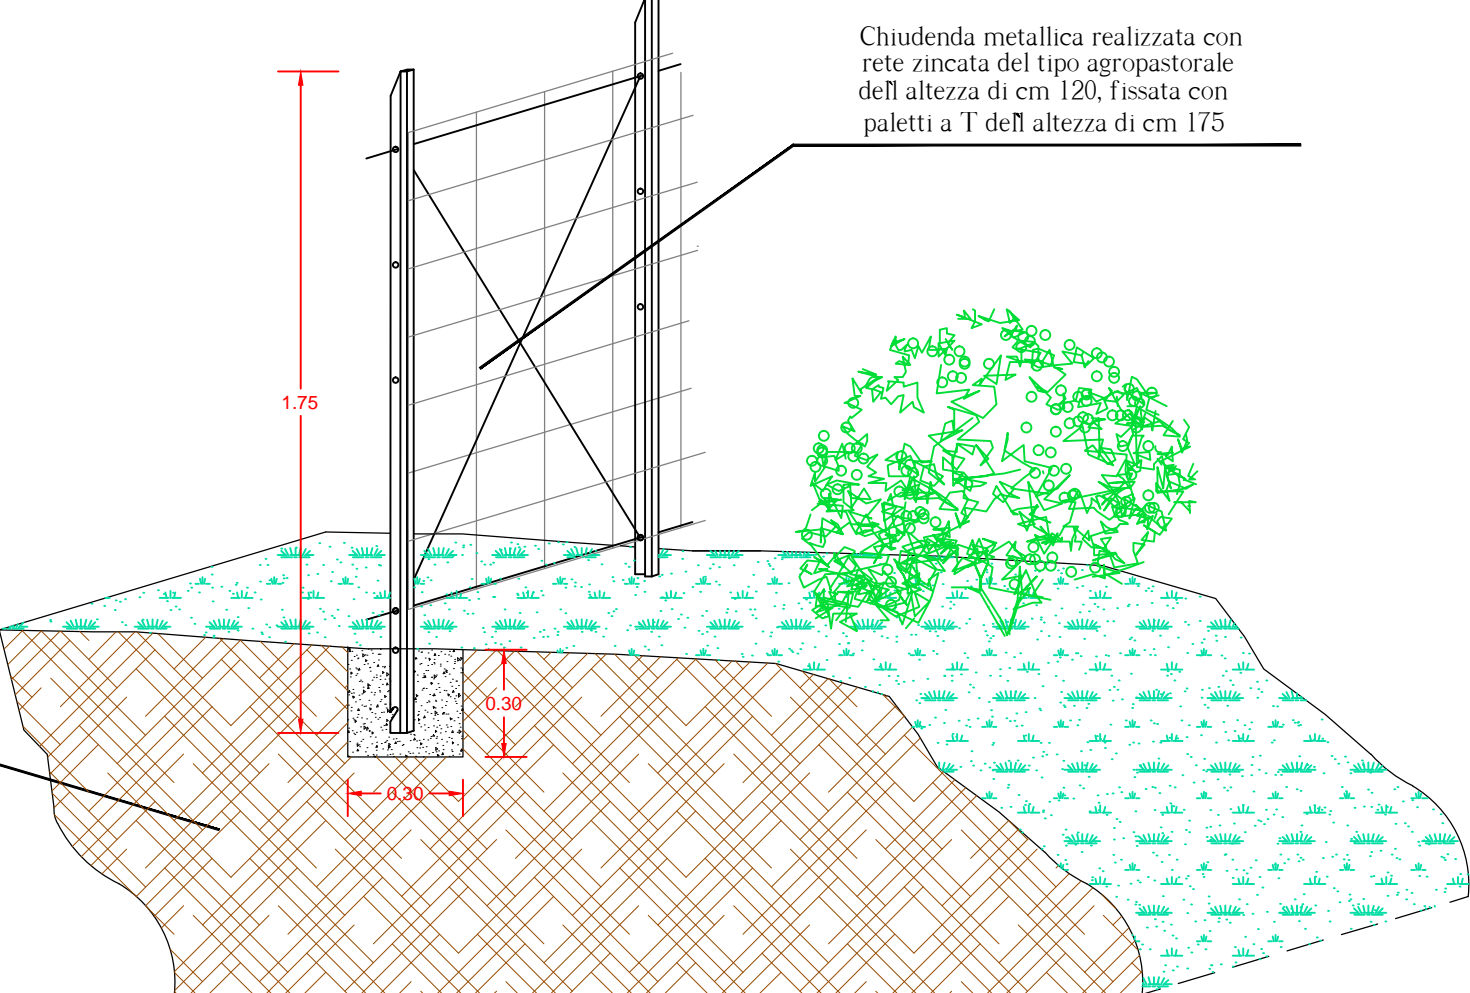 Chiudenda metallica realizzata con
rete zincata del tipo agropastorale
dell altezza di cm 120, fissata con
paletti a T dell altezza di cm 175
1.75
0.30
0.30